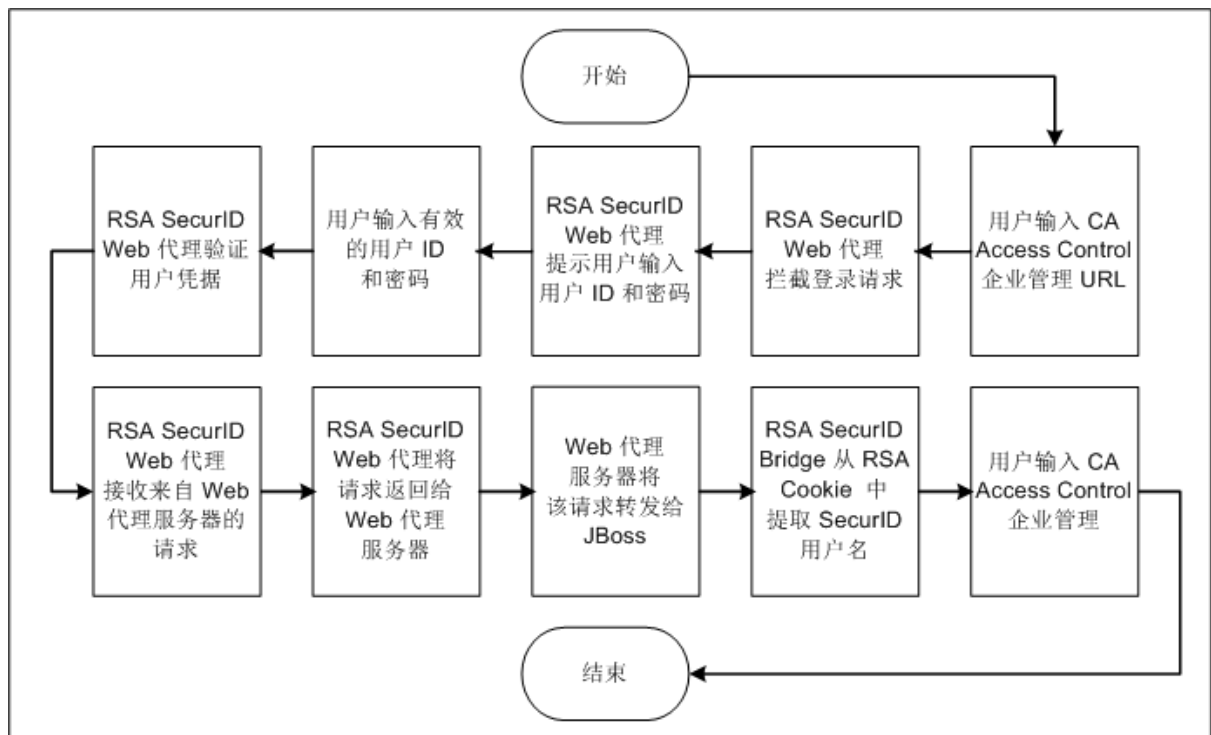 开始
用户输入 CA
Access Control
企业管理 URL
RSA SecurID
Web 代理
拦截登录请求
RSA SecurID
Web 代理
提示用户输入
用户 ID 和密码
用户输入有效
的用户 ID
和密码
RSA SecurID
Web 代理验证
用户凭据
RSA SecurID
Web 代理
接收来自 Web
代理服务器的
请求
RSA SecurID
Web 代理将
请求返回给
Web 代理
服务器
Web 代理
服务器将
该请求转发给
JBoss
RSA SecurID
Bridge 从 RSA
Cookie 中
提取 SecurID
用户名
用户输入 CA
Access Control
企业管理
结束